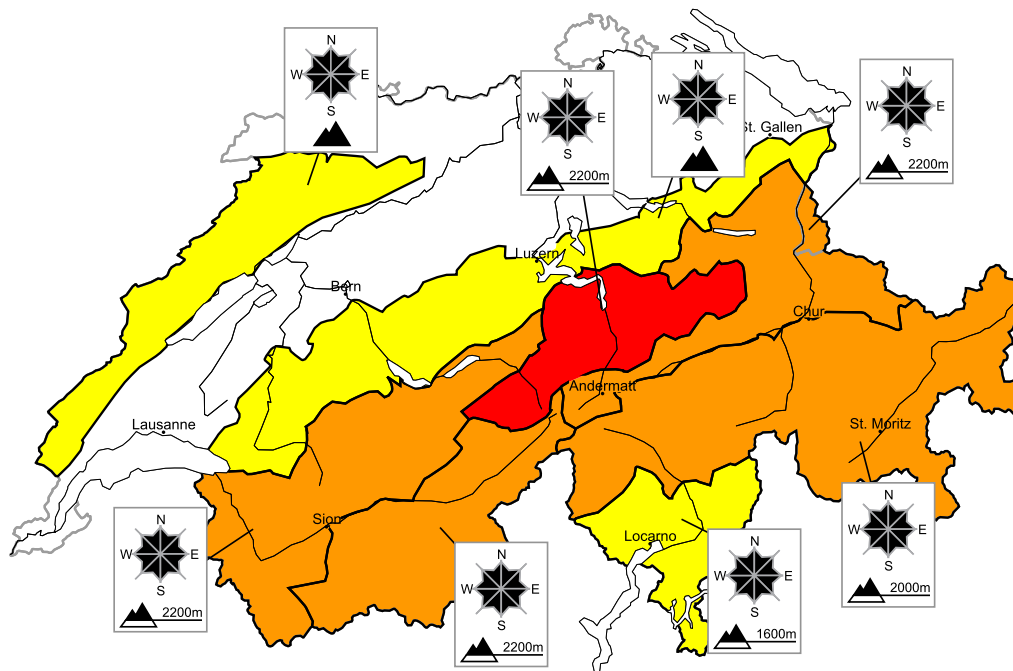 N
W E
S
N
W E
S
2200m
N
W E
S
N
W E
S
2200m
St. Gallen
Luzern
Bern
Chur
Andermatt
Lausanne
St. Moritz
Sion
Locarno
N
W E
S
2200m
N
W E
S
2200m
N
W E
S
1600m
N
W E
S
2000m